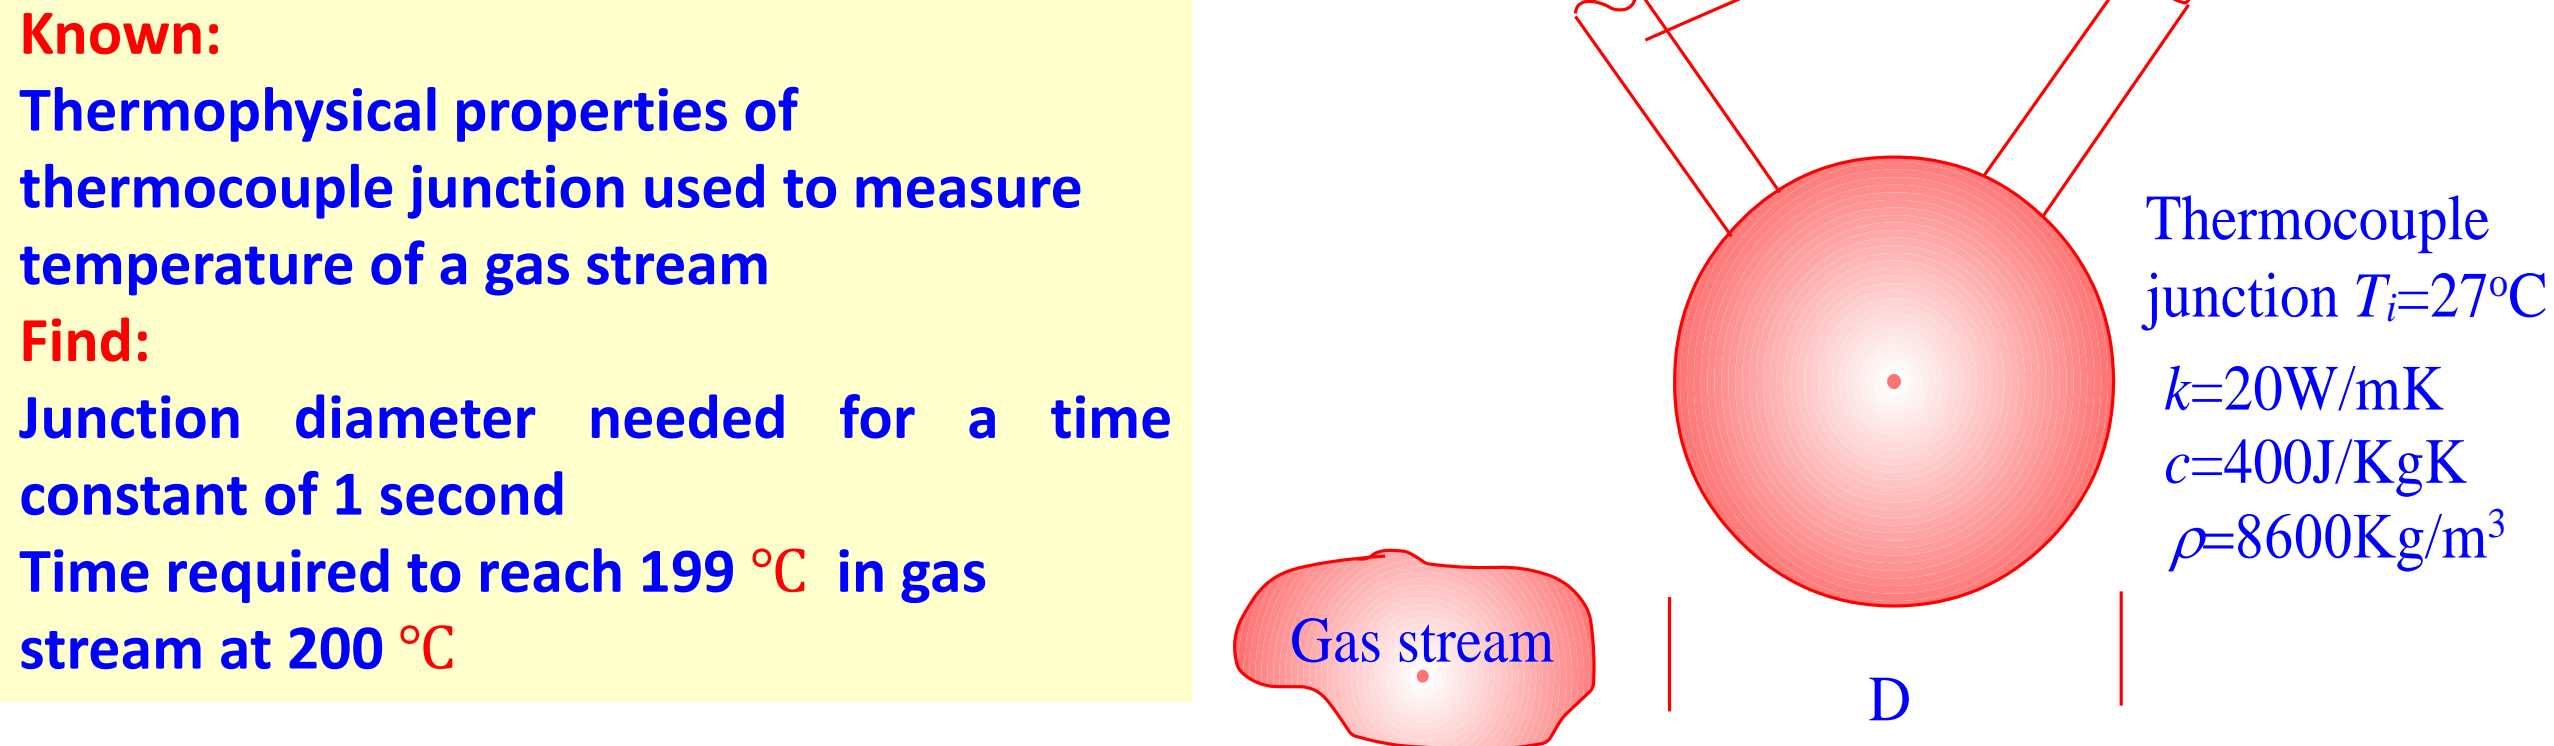 Known:
Thermophysical properties of
thermocouple junction used to measure
temperature of a gas stream
Find:
Junction diameter needed for a time
constant of 1 second
Time required to reach 199 °C in gas
stream at 200 °C
Thermocouple
junction Ti=27°C
k=20W/mK
c=400J/KgK
ρ=8600Kg/m³
Gas stream
D